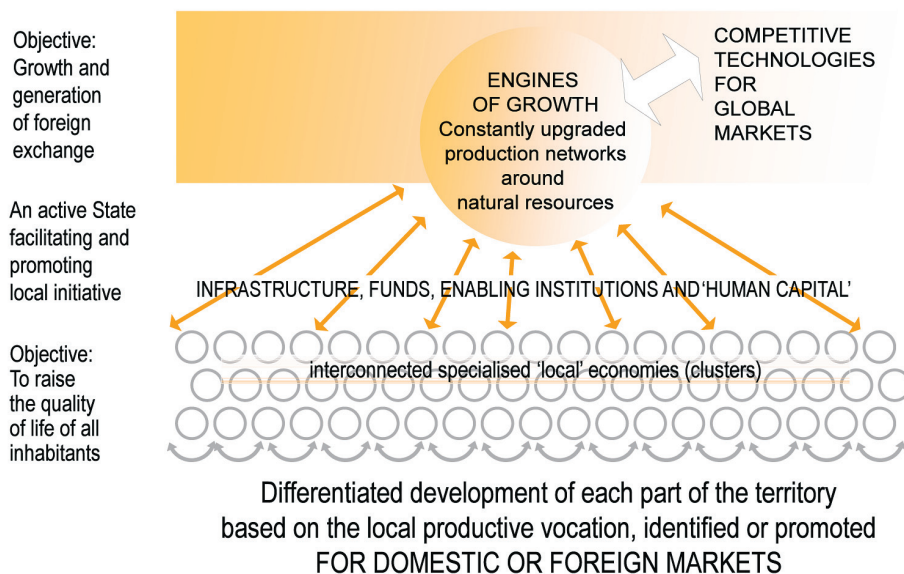 Objective:
Growth and
generation
of foreign
exchange
ENGINES
OF GROWTH
Constantly upgraded
production networks
around
natural resources
COMPETITIVE
TECHNOLOGIES
FOR
GLOBAL
MARKETS
An active State
facilitating and
promoting
local initiative
INFRASTRUCTURE, FUNDS, ENABLING INSTITUTIONS AND ‘HUMAN CAPITAL’
Objective:
To raise
the quality
of life of all
inhabitants
interconnected specialised ‘local’ economies (clusters)
Differentiated development of each part of the territory
based on the local productive vocation, identified or promoted
FOR DOMESTIC OR FOREIGN MARKETS